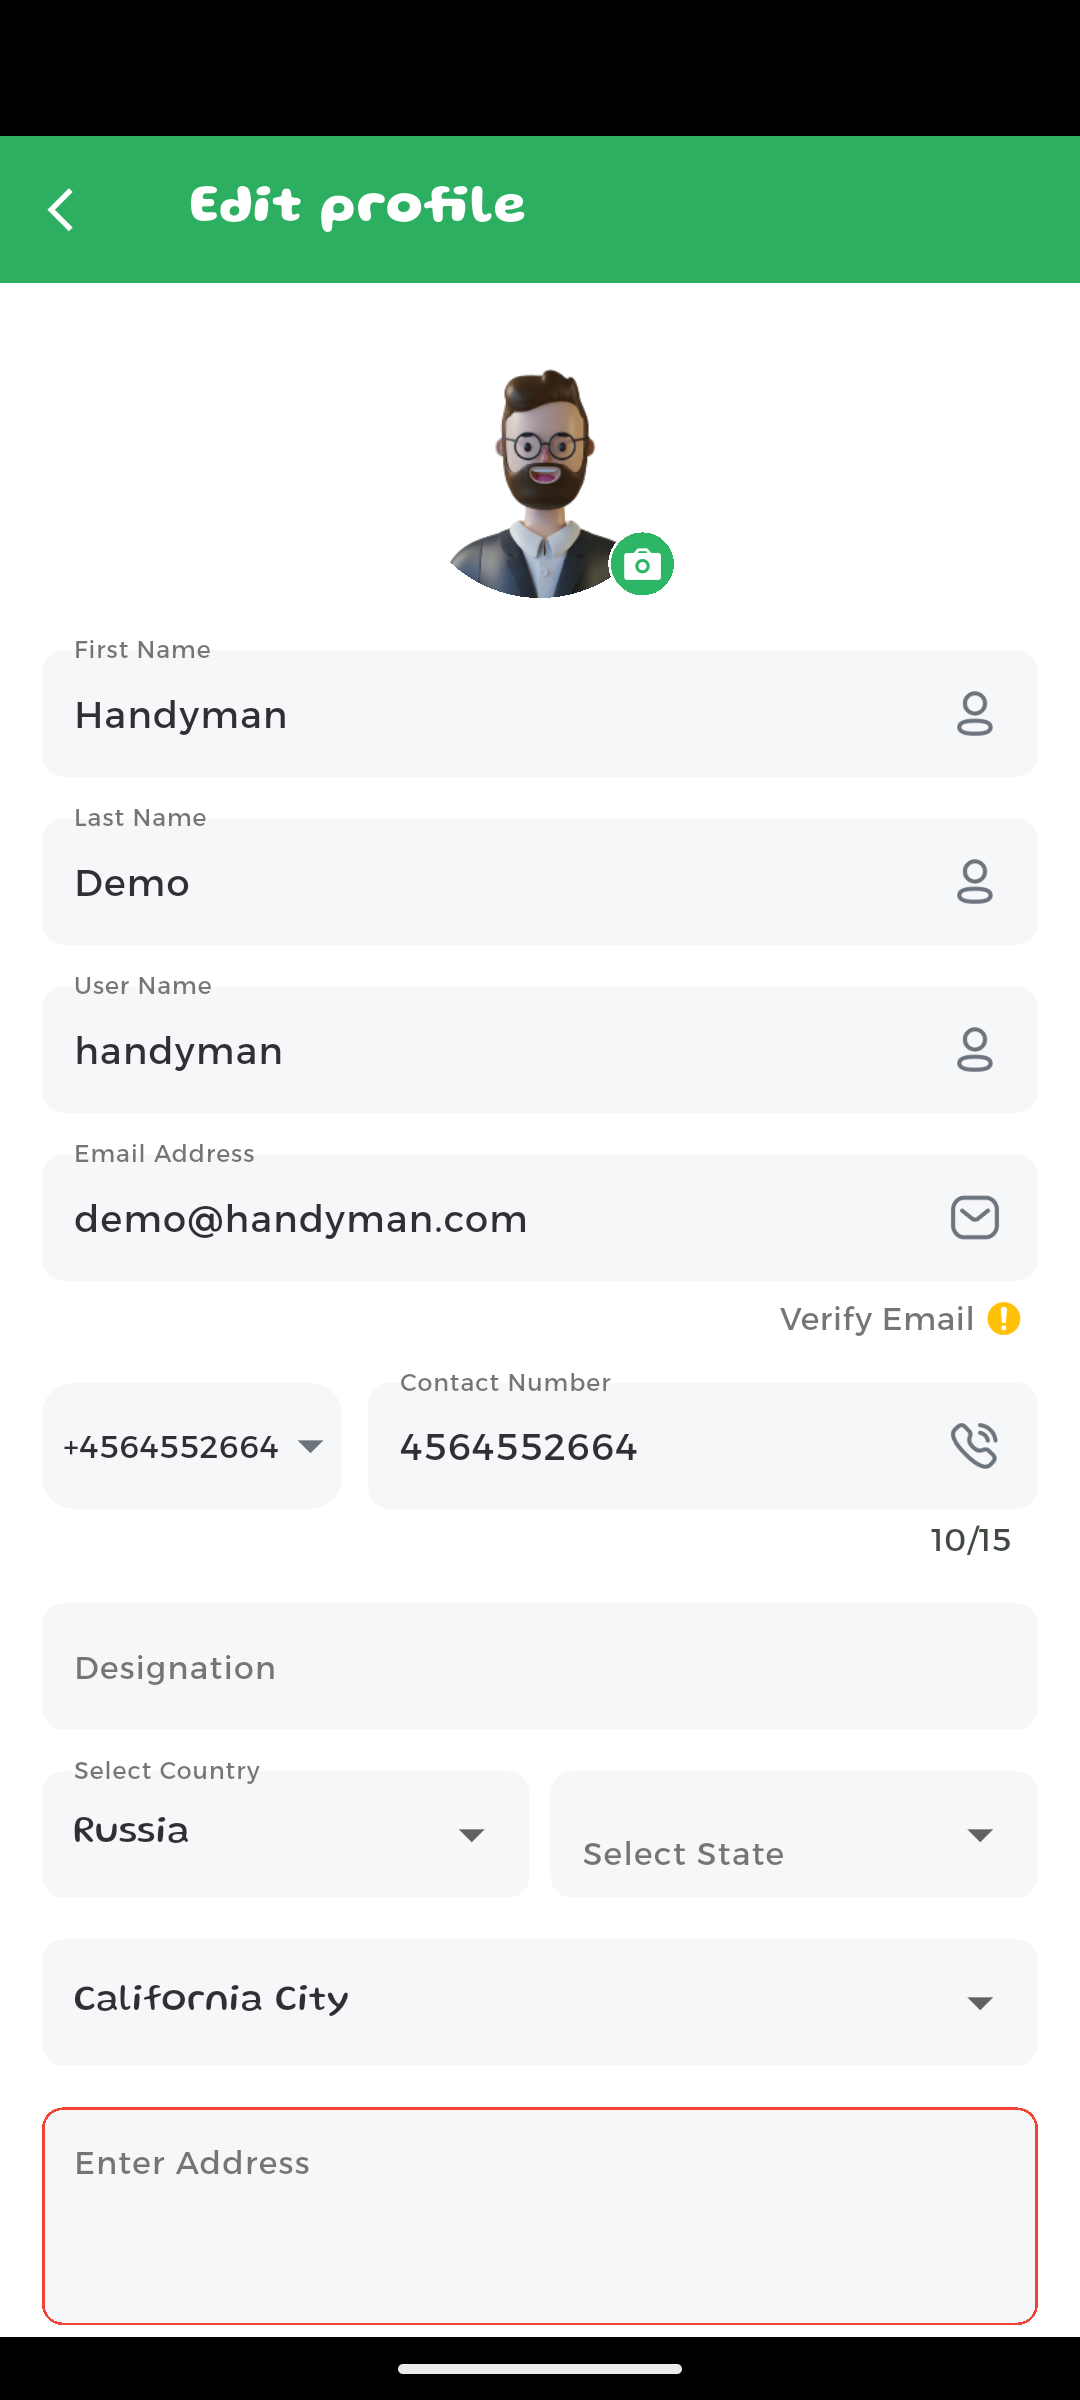 Edit profile
First Name
Handyman
Last Name
Demo
User Name
handyman
Email Address
demo@handyman.com
Verify Email
Contact Number
+4564552664
4564552664
10/15
Designation
Select Country
Russia
Select State
California City
Enter Address